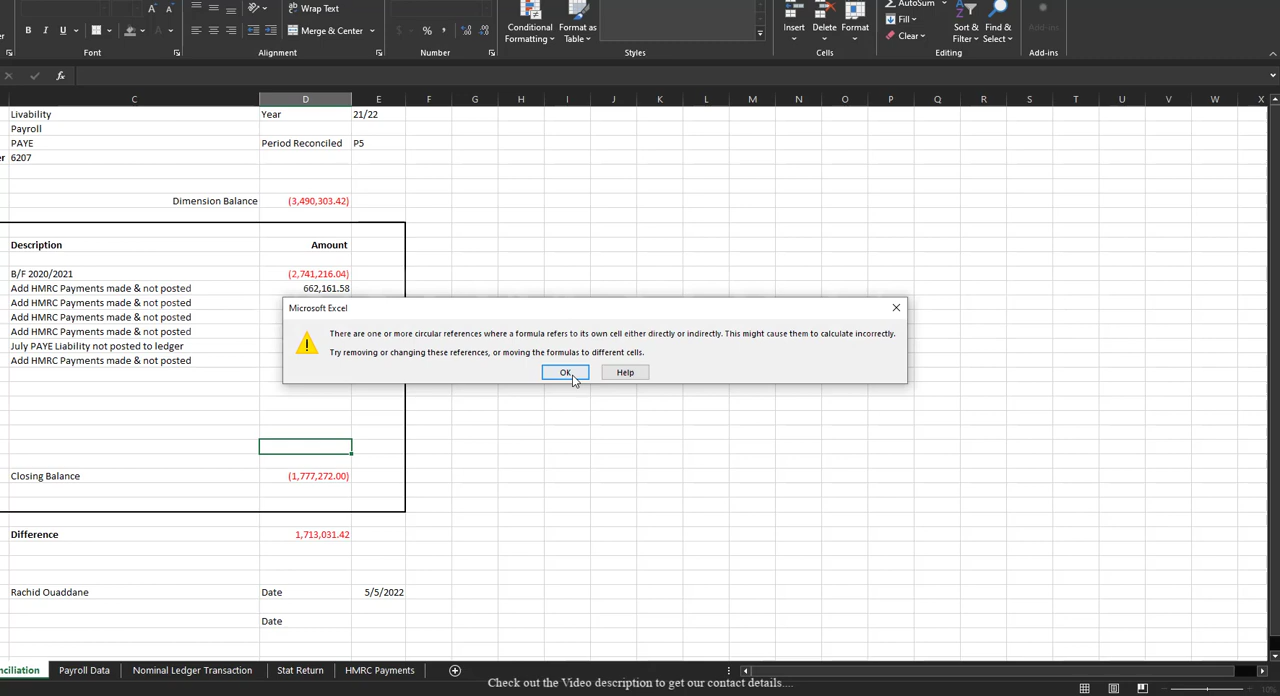 Wrap Text
AutoSum
B I U
Merge & Center
$ % ,
Conditional Formatting
Format as Table
Insert
Delete
Format
Fill
Clear
Sort & Filter
Find & Select
Add-ins
Font
Alignment
Number
Styles
Cells
Editing
Add-ins
fx
C D E F G H I J K L M N O P Q R S T U V W X
Livability Year 21/22
Payroll
PAYE Period Reconciled P5
er 6207
Dimension Balance (3,490,303.42)
Description Amount
B/F 2020/2021 (2,741,216.04)
Add HMRC Payments made & not posted 662,161.58
Add HMRC Payments made & not posted
Add HMRC Payments made & not posted
Add HMRC Payments made & not posted
July PAYE Liability not posted to ledger
Add HMRC Payments made & not posted
Microsoft Excel
There are one or more circular references where a formula refers to its own cell either directly or indirectly. This might cause them to calculate incorrectly.
Try removing or changing these references, or moving the formulas to different cells.
OK Help
Closing Balance (1,777,272.00)
Difference 1,713,031.42
Rachid Ouaddane Date 5/5/2022
Date
nciliation Payroll Data Nominal Ledger Transaction Stat Return HMRC Payments
Check out the Video description to get our contact details....